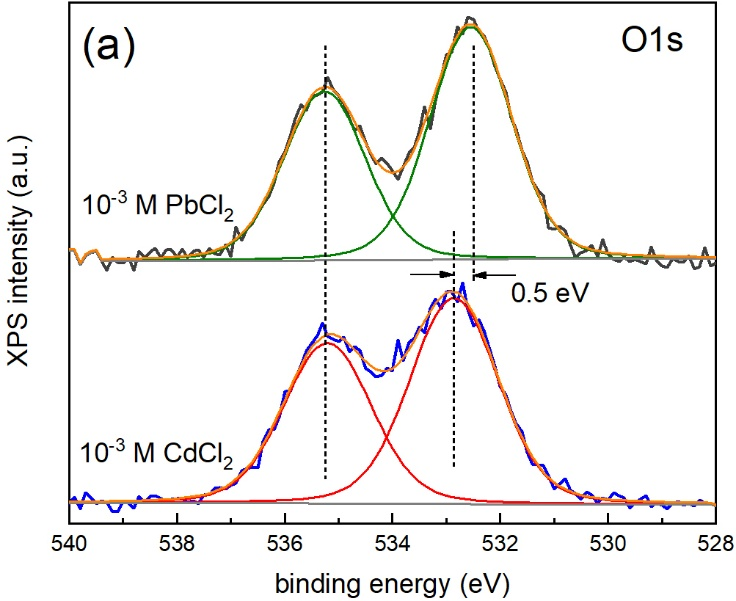 (a)
O1s
10⁻³ M PbCl₂
0.5 eV
10⁻³ M CdCl₂
XPS intensity (a.u.)
540 538 536 534 532 530 528
binding energy (eV)